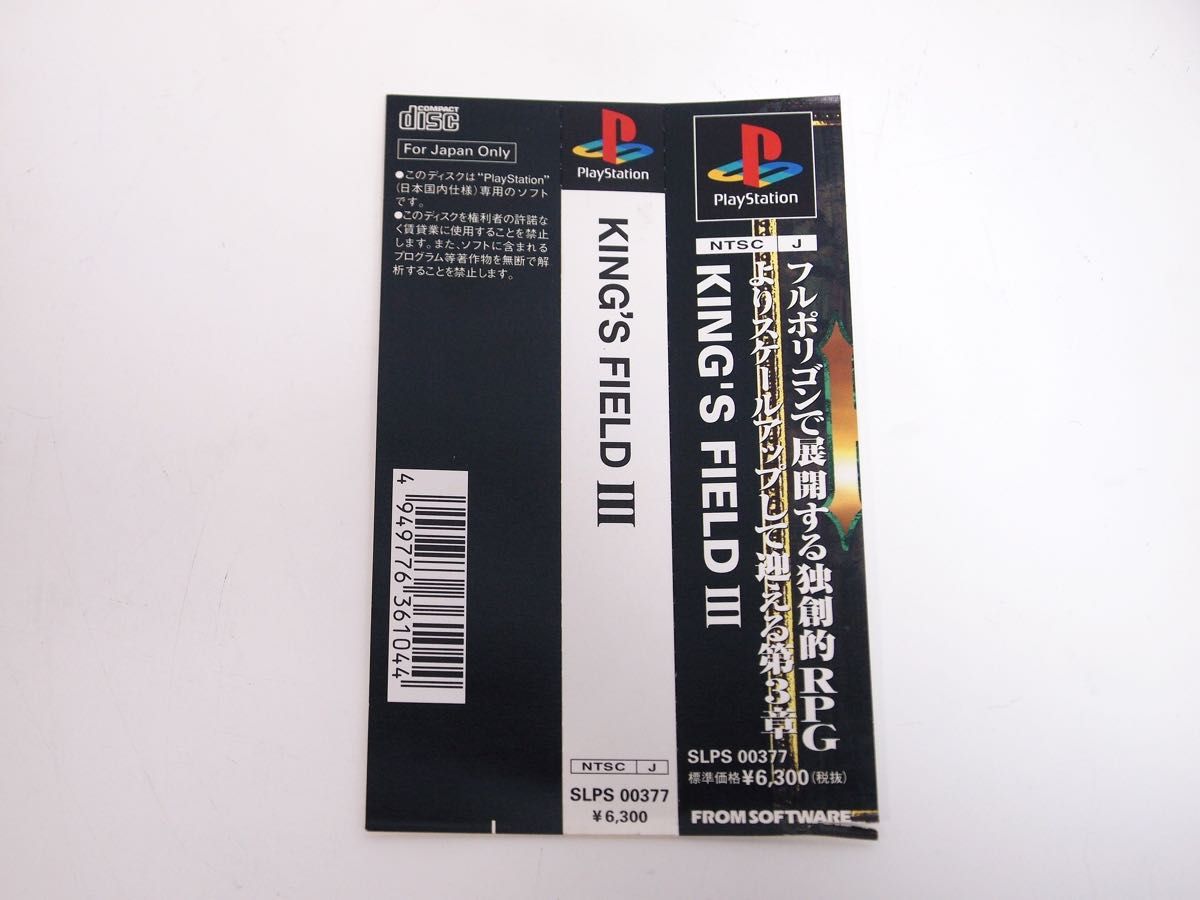 COMPACT
disc
For Japan Only
●このディスクは“PlayStation”
(日本国内仕様)専用のソフト
です。
●このディスクを権利者の許諾な
く賃貸業に使用することを禁止
します。また、ソフトに含まれる
プログラム等著作物を無断で解
析することを禁止します。
4 949776 361044
PlayStation
KING'S FIELD III
NTSC J
SLPS 00377
¥6,300
PlayStation
NTSC J
フルポリゴンで展開する独創的RPG
よりスケールアップして迎える第3章
KING'S FIELD III
SLPS 00377
標準価格¥6,300(税抜)
FROM SOFTWARE